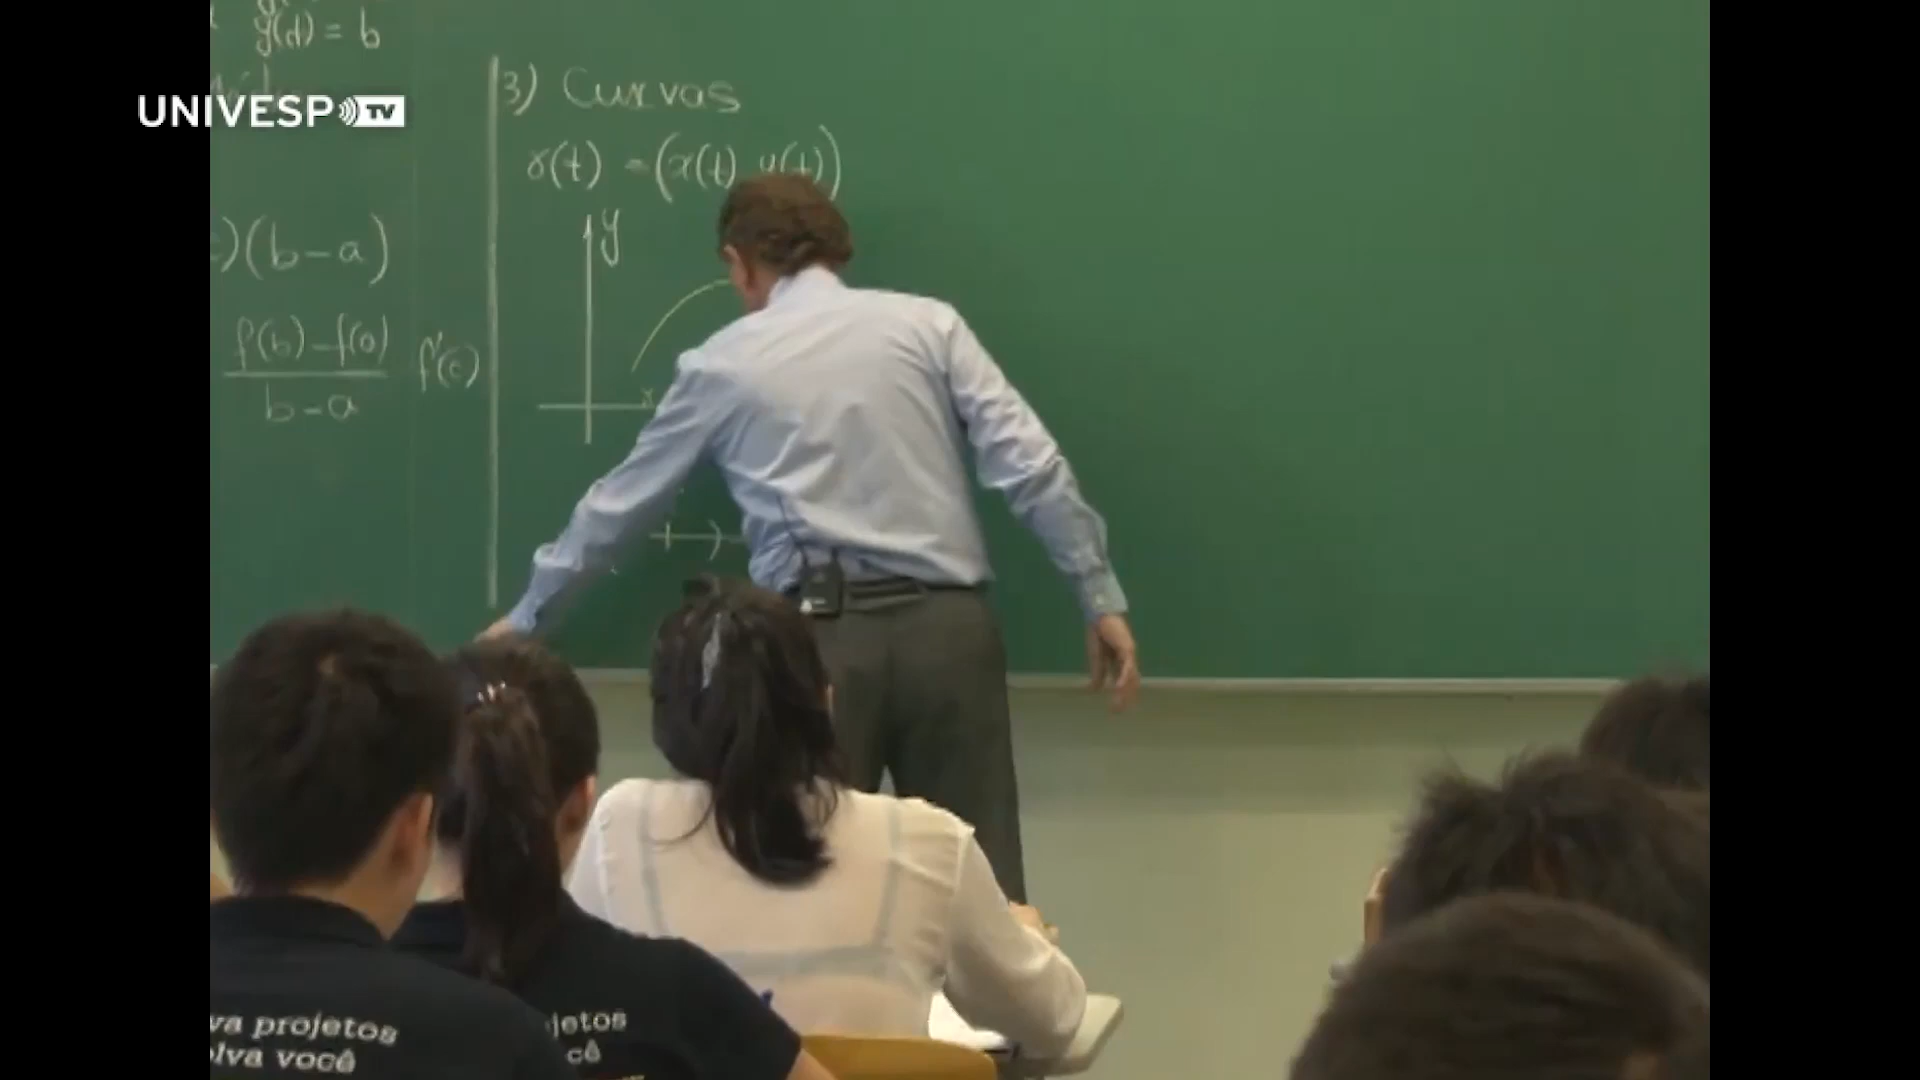 y(d) = b
UNIVESP TV
)(b-a)
f(b)-f(a) f'(c)
b-a
3) Curvas
γ(t) = (x(t) y(t))
y
x
va projetos
olva você
jetos
cê